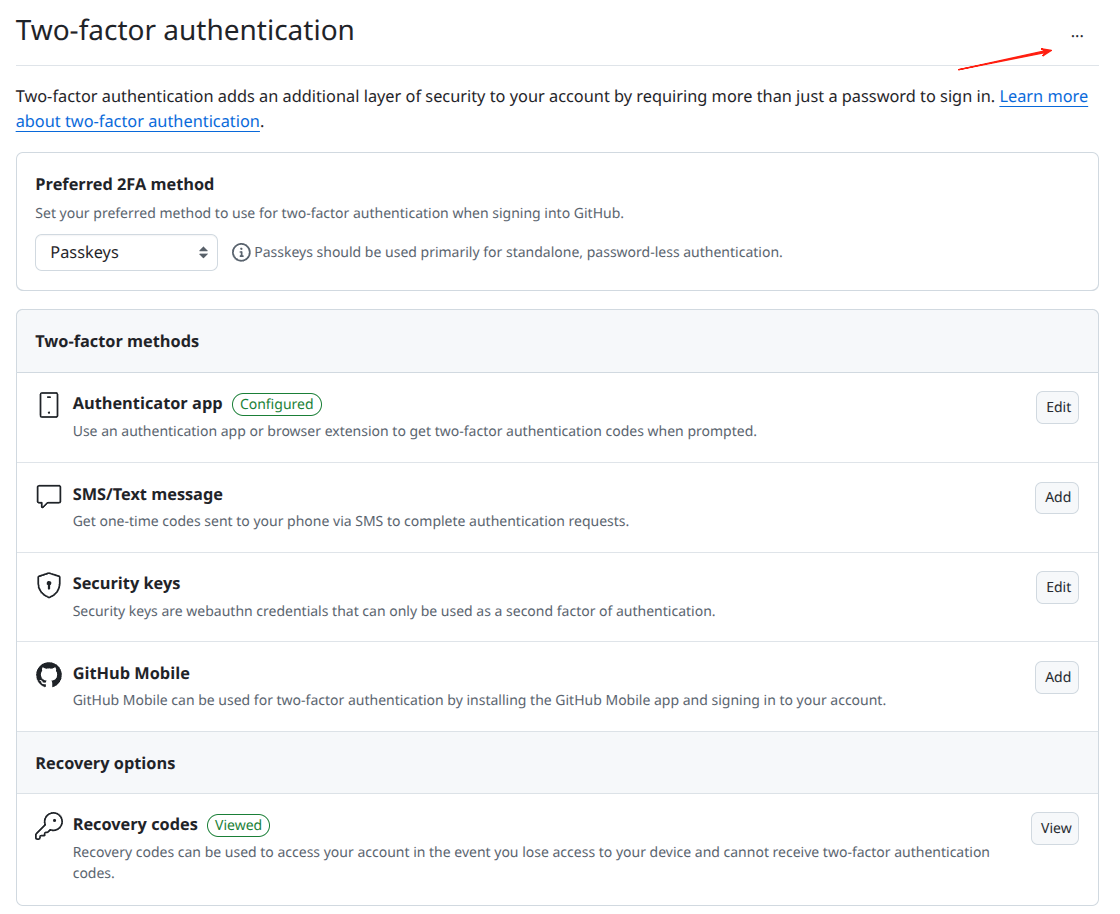 Two-factor authentication
...
Two-factor authentication adds an additional layer of security to your account by requiring more than just a password to sign in. Learn more
about two-factor authentication.
Preferred 2FA method
Set your preferred method to use for two-factor authentication when signing into GitHub.
Passkeys
Passkeys should be used primarily for standalone, password-less authentication.
Two-factor methods
Authenticator app Configured
Edit
Use an authentication app or browser extension to get two-factor authentication codes when prompted.
SMS/Text message
Add
Get one-time codes sent to your phone via SMS to complete authentication requests.
Security keys
Edit
Security keys are webauthn credentials that can only be used as a second factor of authentication.
GitHub Mobile
Add
GitHub Mobile can be used for two-factor authentication by installing the GitHub Mobile app and signing in to your account.
Recovery options
Recovery codes Viewed
View
Recovery codes can be used to access your account in the event you lose access to your device and cannot receive two-factor authentication
codes.